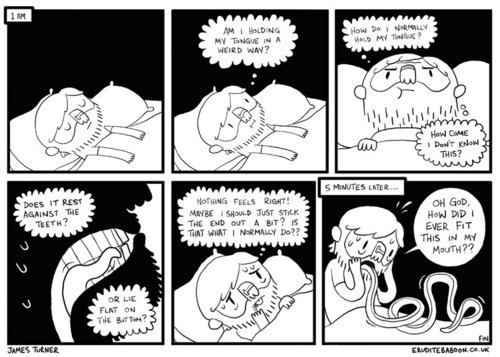 1 AM
AM I HOLDING
MY TONGUE IN A
WEIRD WAY?
HOW DO I NORMALLY
HOLD MY TONGUE?
HOW COME
I DON'T KNOW
THIS?
DOES IT REST
AGAINST THE
TEETH?
OR LIE
FLAT ON
THE BOTTOM?
NOTHING FEELS RIGHT!
MAYBE I SHOULD JUST STICK
THE END OUT A BIT? IS
THAT WHAT I NORMALLY DO??
5 MINUTES LATER...
OH GOD,
HOW DID I
EVER FIT
THIS IN MY
MOUTH??
FIN
JAMES TURNER
ERUDITEBABOON.CO.UK